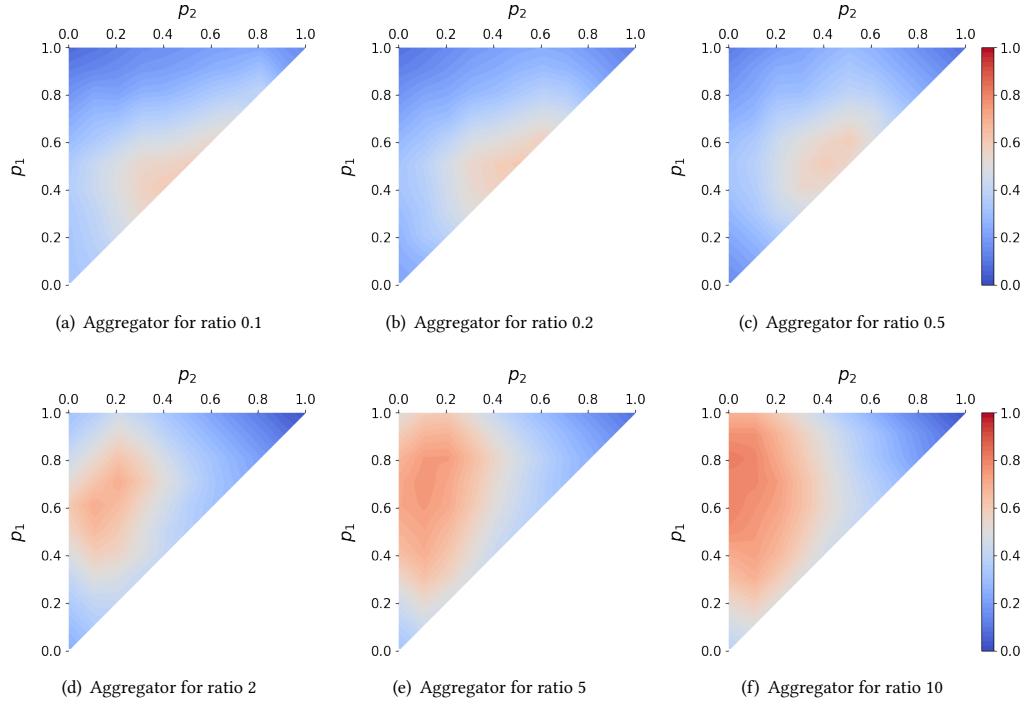 p2 p2 p2
0.0 0.2 0.4 0.6 0.8 1.0 0.0 0.2 0.4 0.6 0.8 1.0 0.0 0.2 0.4 0.6 0.8 1.0
1.0 1.0 1.0 1.0
0.8 0.8 0.8 0.8
0.6 0.6 0.6 0.6
p1 p1 p1
0.4 0.4 0.4 0.4
0.2 0.2 0.2 0.2
0.0 0.0 0.0 0.0
(a) Aggregator for ratio 0.1 (b) Aggregator for ratio 0.2 (c) Aggregator for ratio 0.5
p2 p2 p2
0.0 0.2 0.4 0.6 0.8 1.0 0.0 0.2 0.4 0.6 0.8 1.0 0.0 0.2 0.4 0.6 0.8 1.0
1.0 1.0 1.0 1.0
0.8 0.8 0.8 0.8
0.6 0.6 0.6 0.6
p1 p1 p1
0.4 0.4 0.4 0.4
0.2 0.2 0.2 0.2
0.0 0.0 0.0 0.0
(d) Aggregator for ratio 2 (e) Aggregator for ratio 5 (f) Aggregator for ratio 10